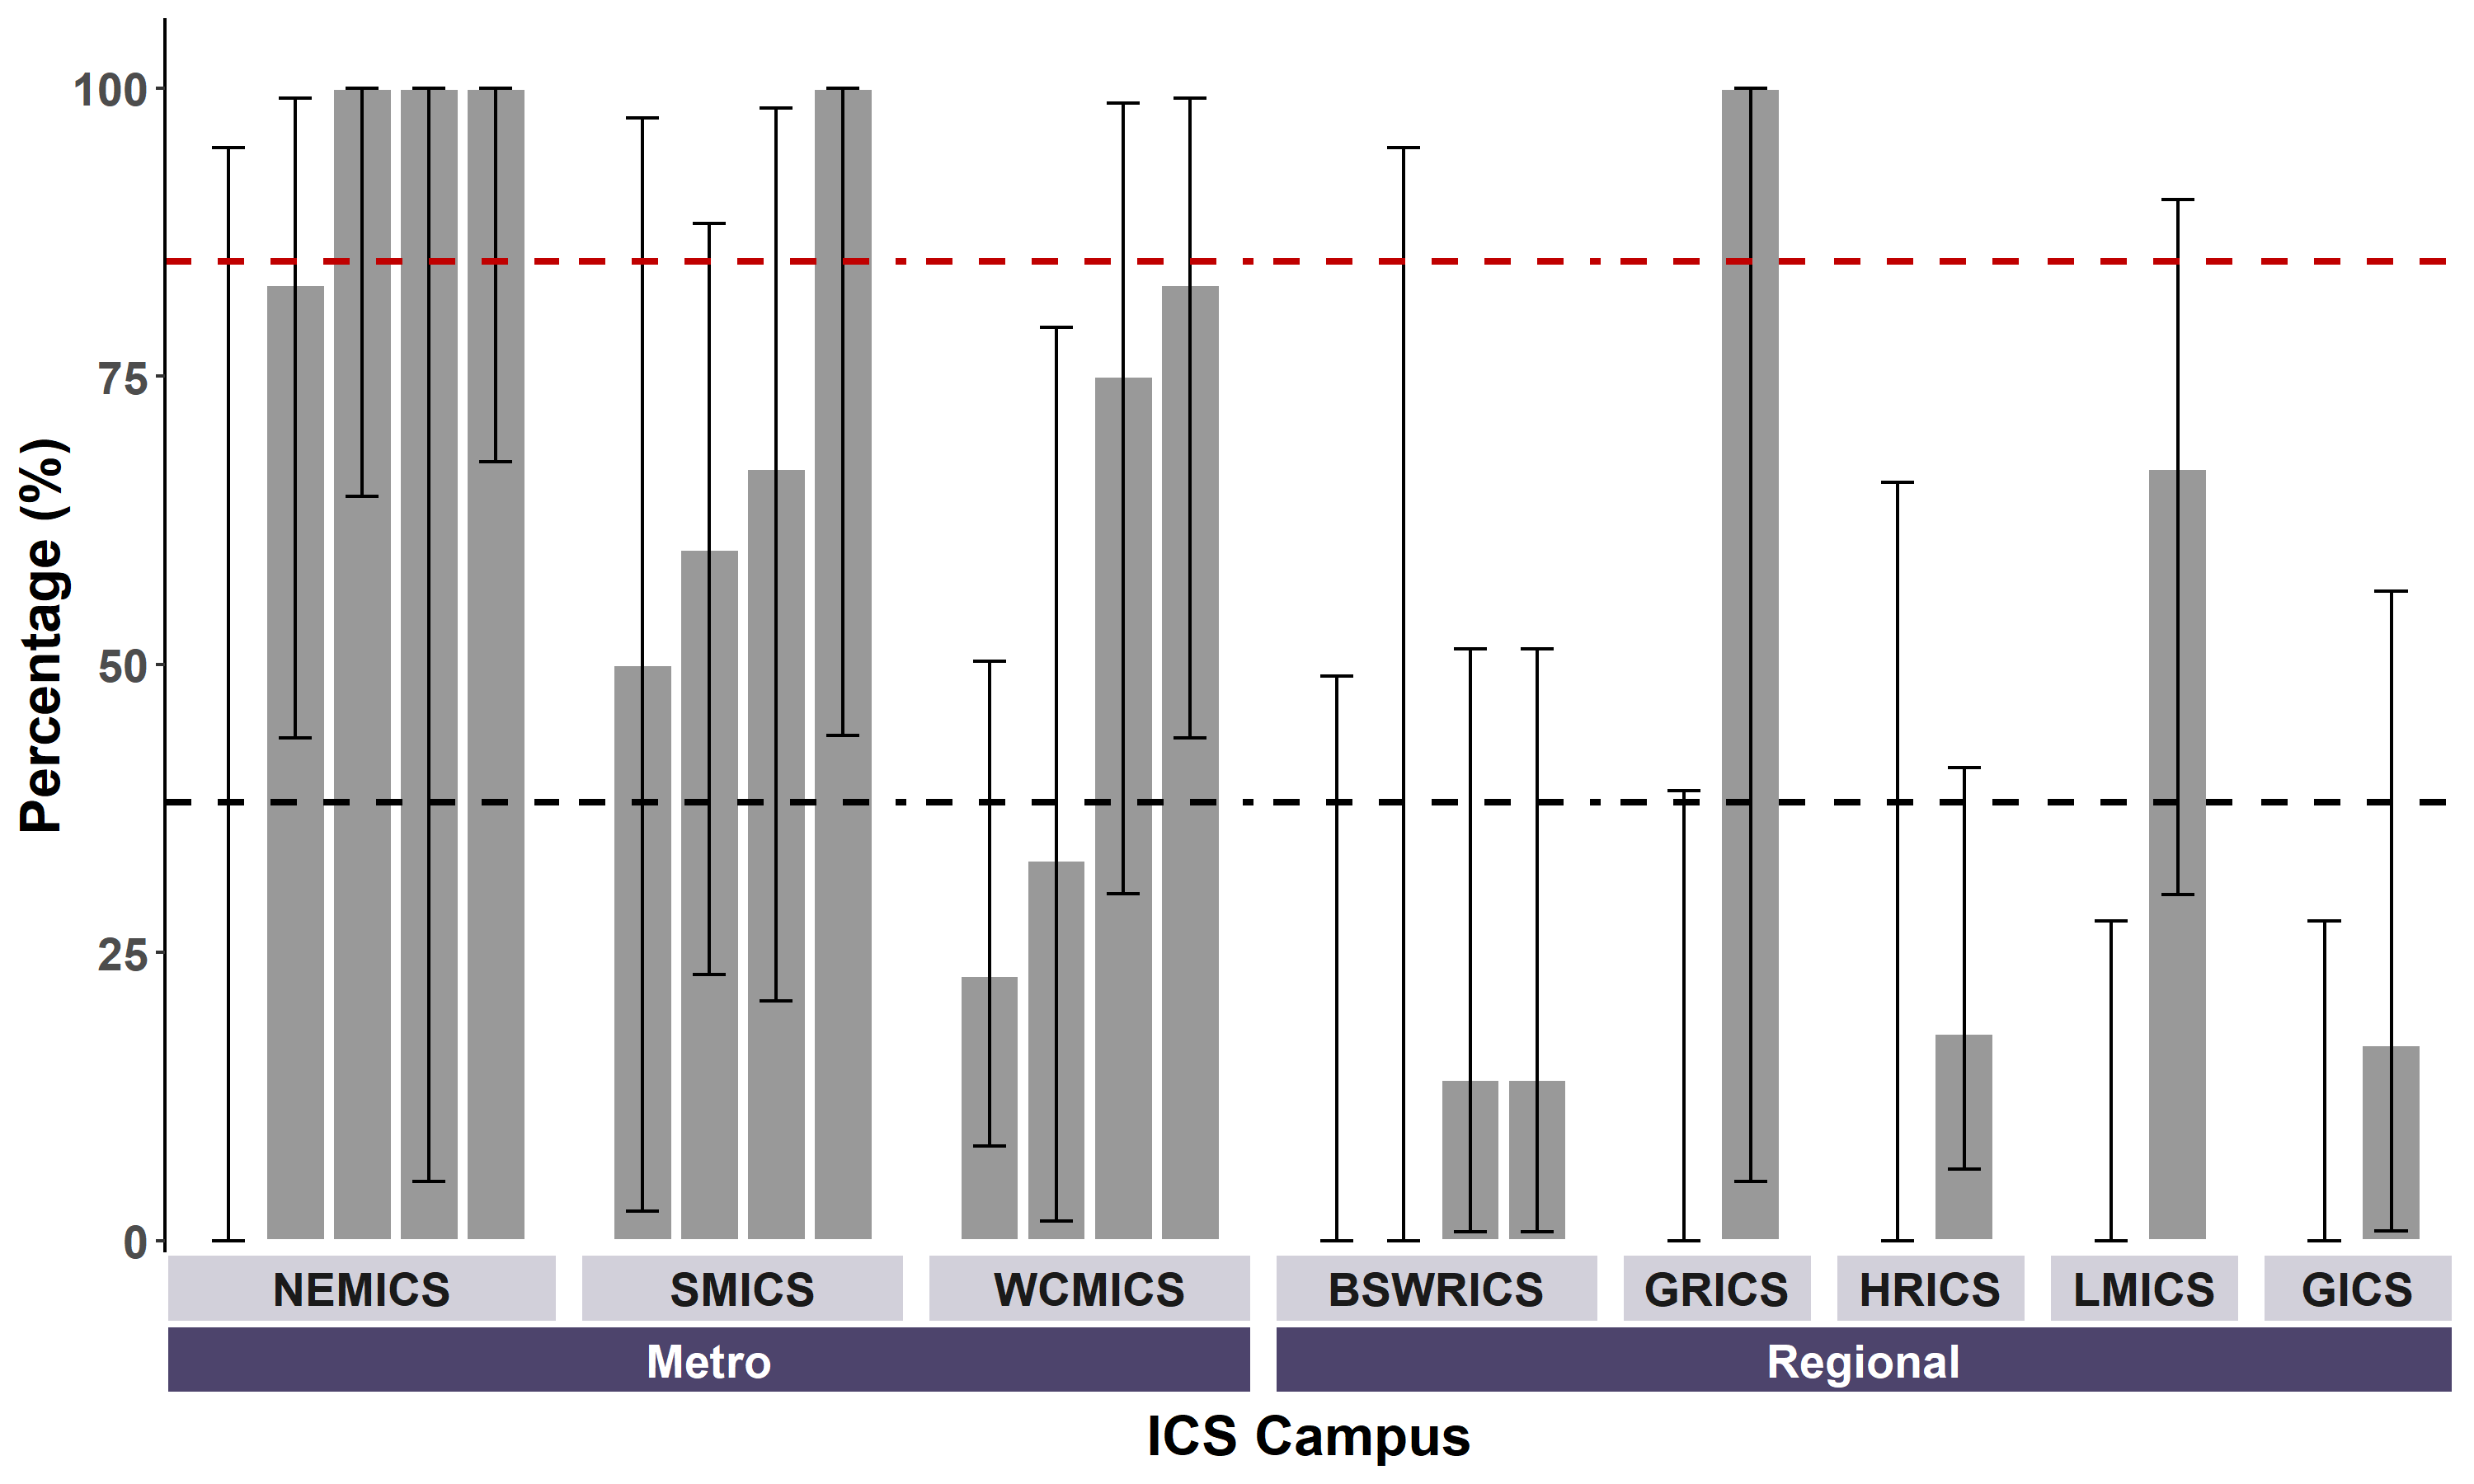 Percentage (%)
100
75
50
25
0
NEMICS SMICS WCMICS BSWRICS GRICS HRICS LMICS GICS
Metro Regional
ICS Campus